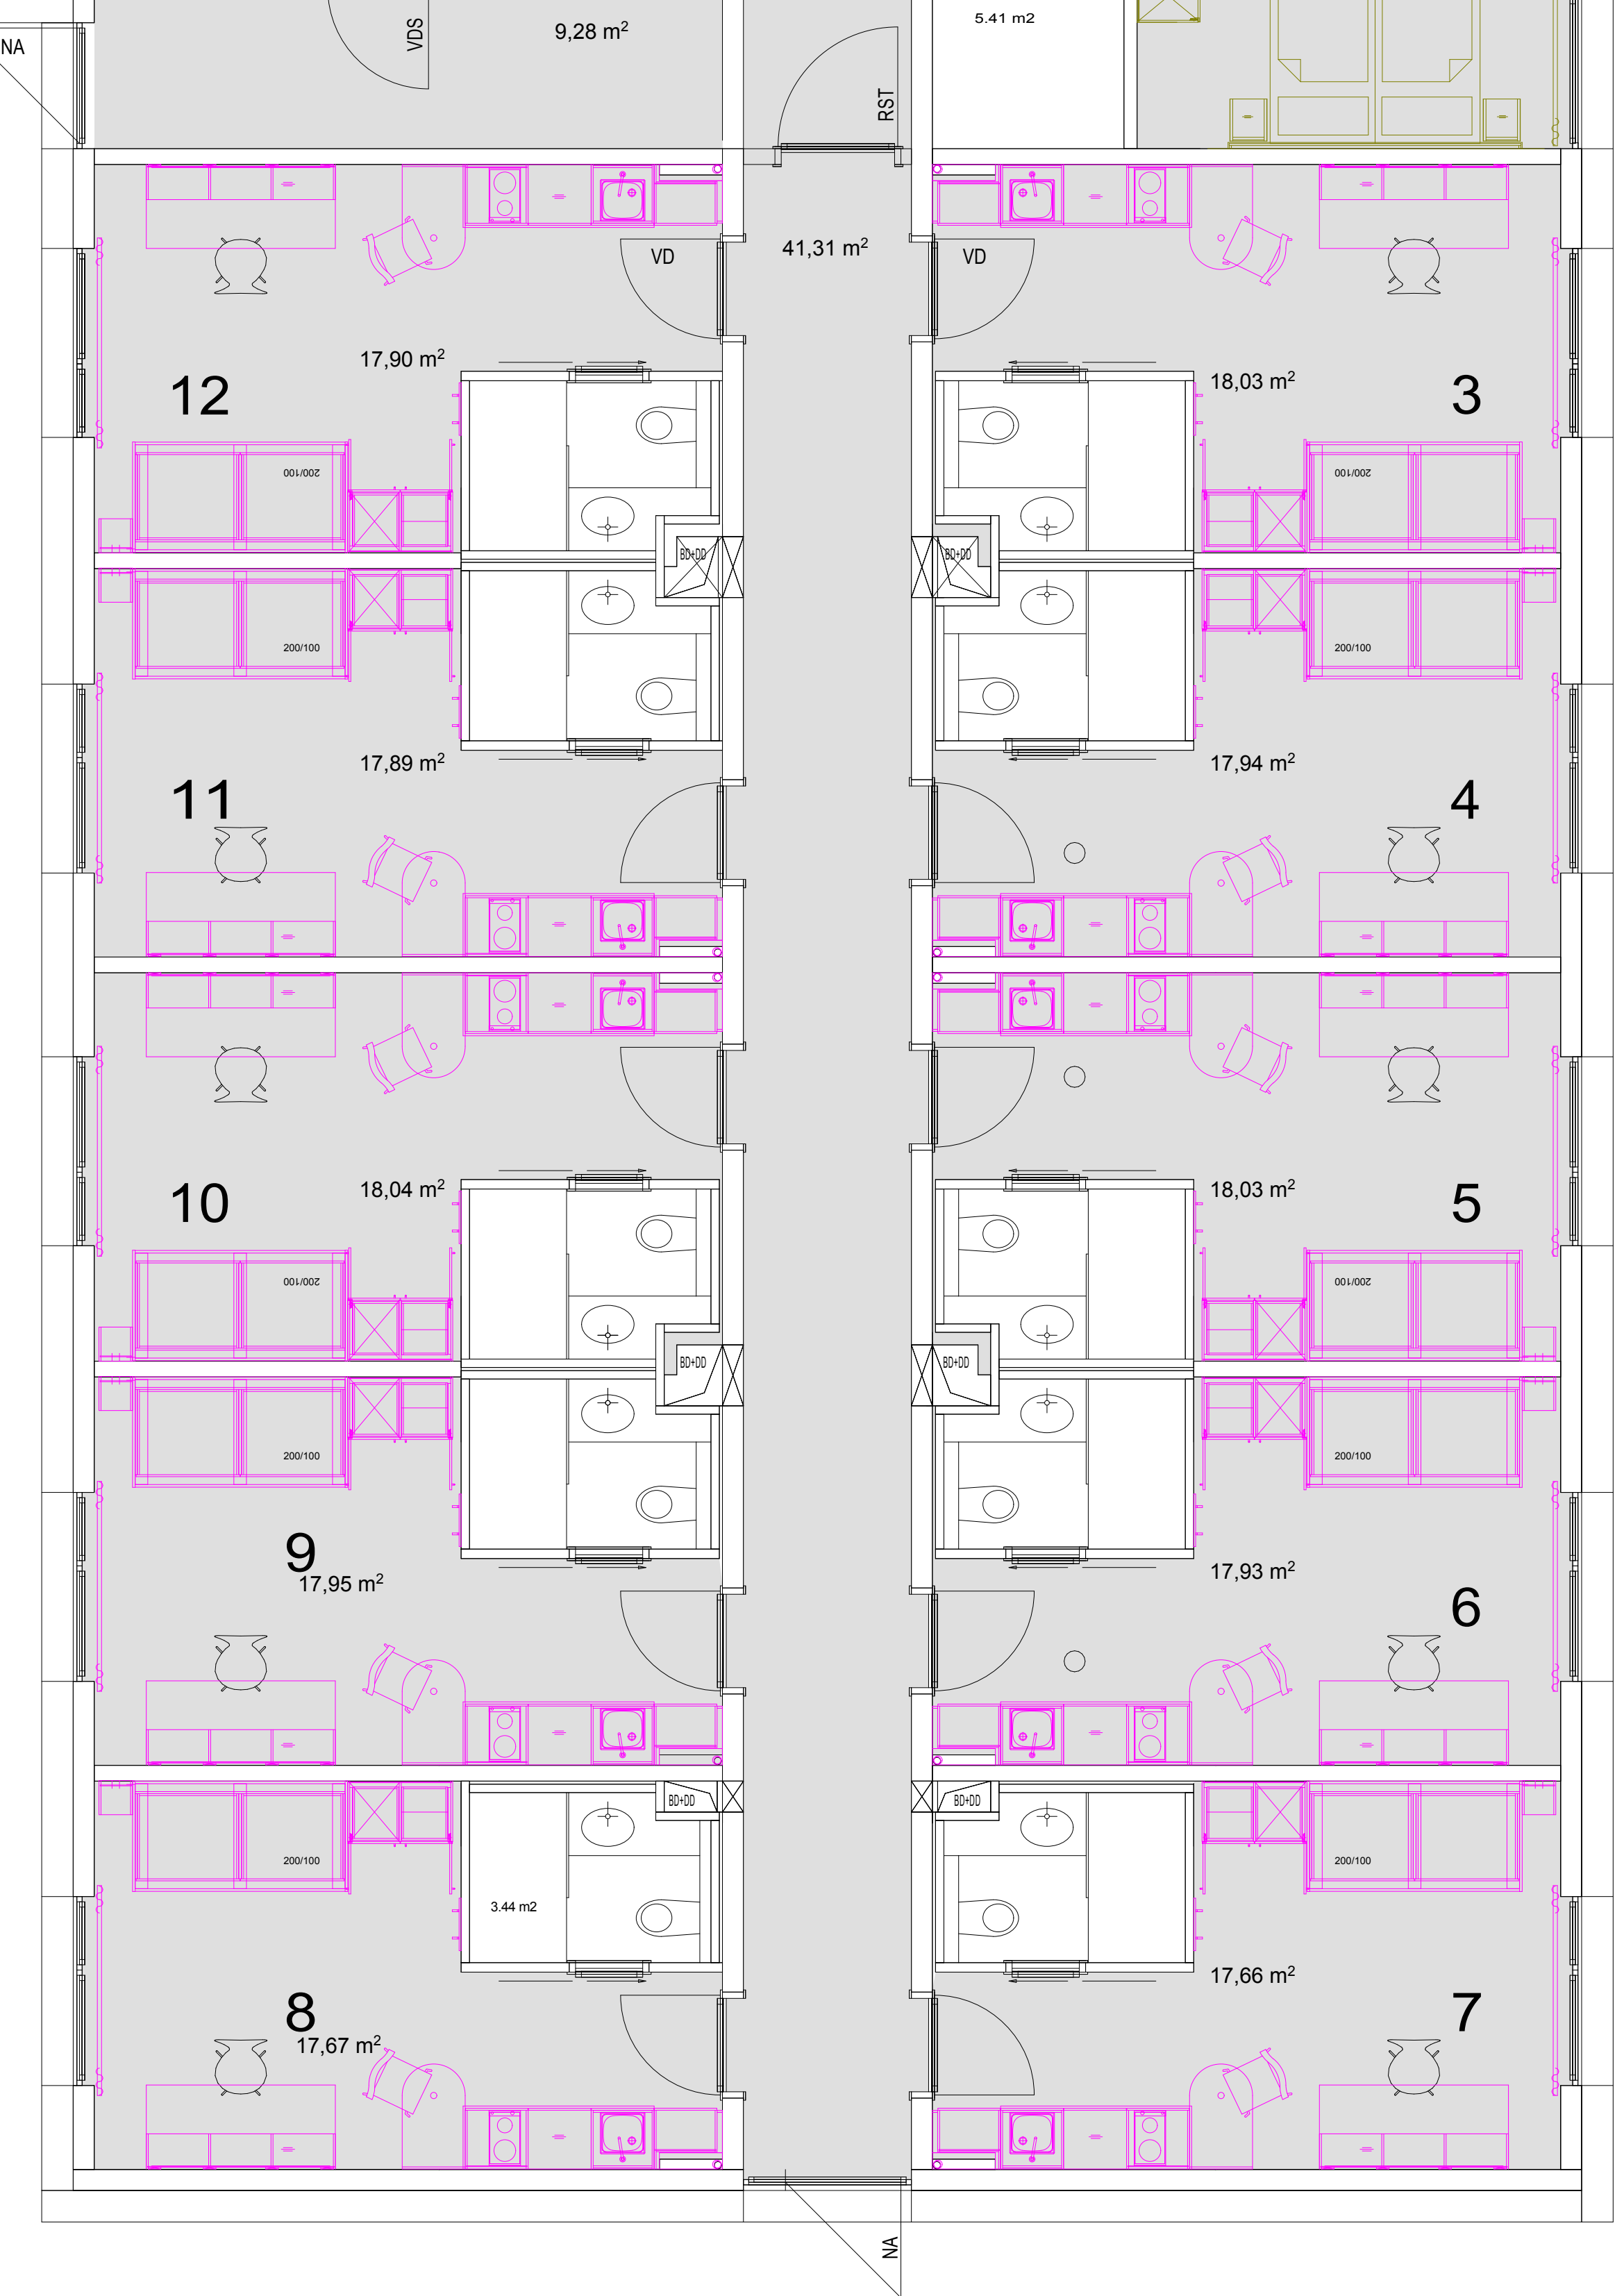 NA
VDS
9,28 m²
5.41 m2
RST
VD
41,31 m²
VD
17,90 m²
18,03 m²
12
3
200/100
200/100
BD+DD
BD+DD
200/100
200/100
17,89 m²
17,94 m²
11
4
18,04 m²
18,03 m²
10
5
200/100
200/100
BD+DD
BD+DD
200/100
200/100
9
17,95 m²
17,93 m²
6
BD+DD
BD+DD
200/100
200/100
3.44 m2
17,66 m²
8
7
17,67 m²
NA